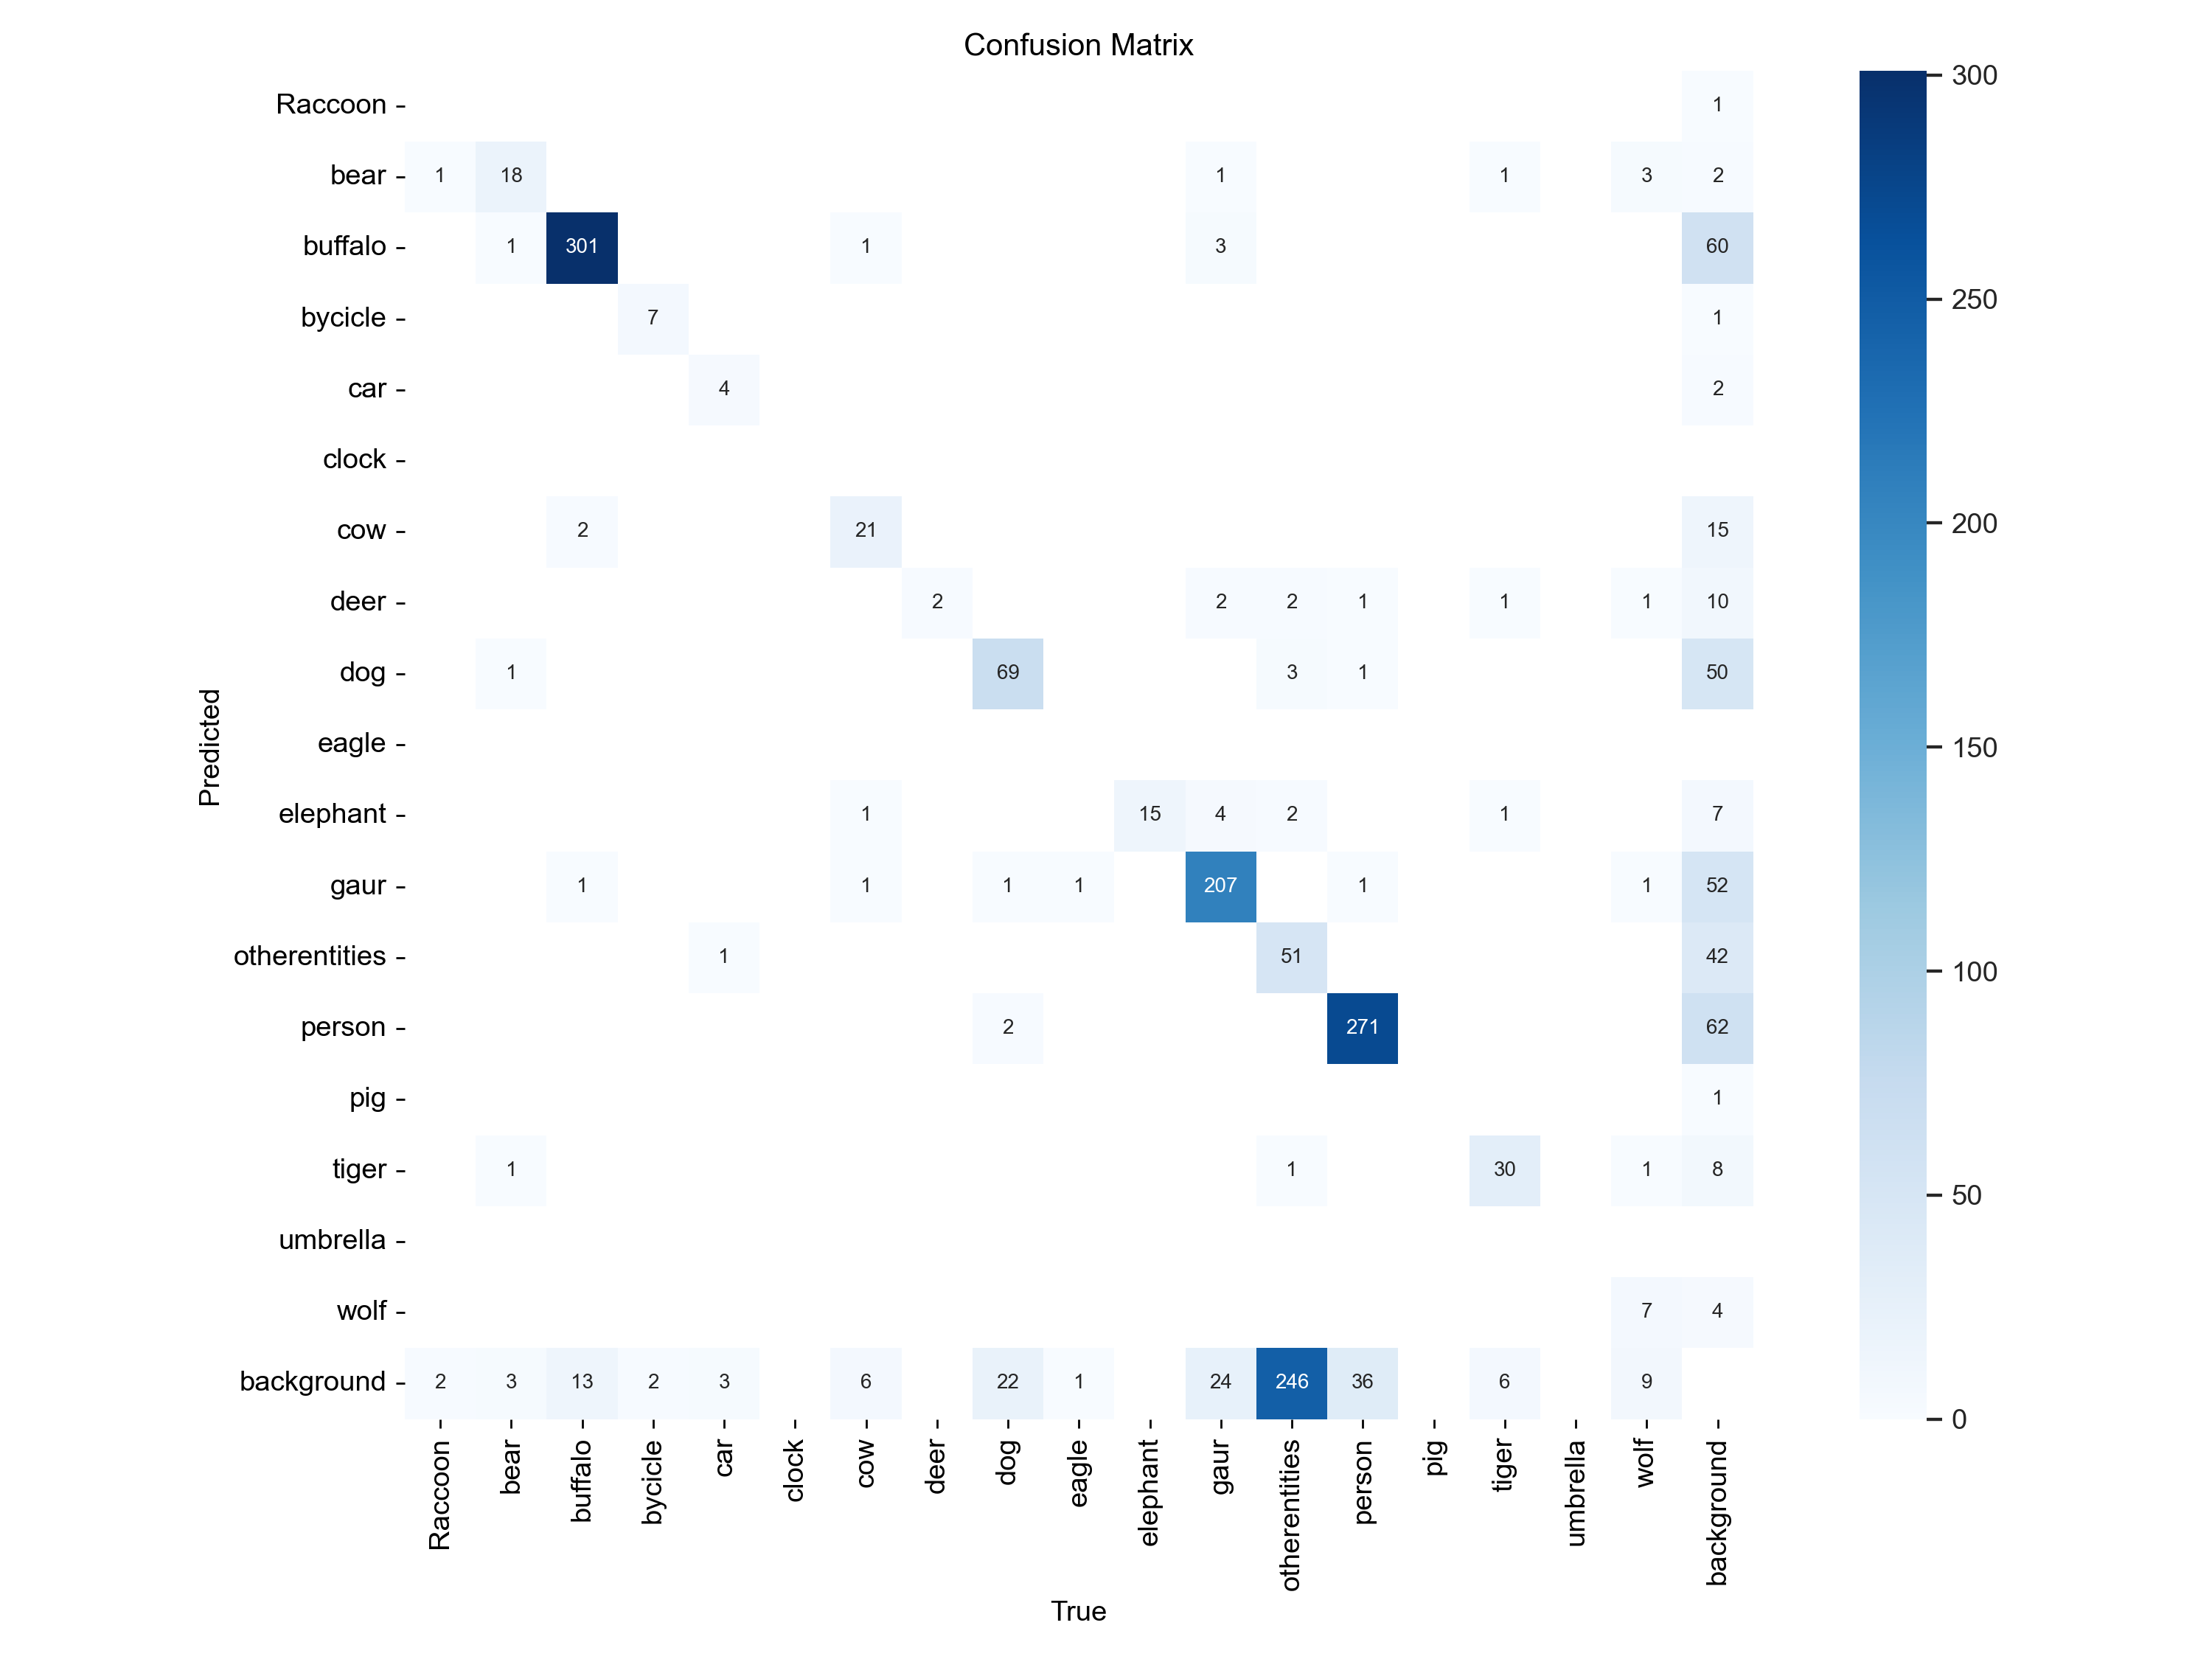 Confusion Matrix
Raccoon 1
bear 1 18 1 1 3 2
buffalo 1 301 1 3 60
bycicle 7 1
car 4 2
clock
cow 2 21 15
deer 2 2 2 1 1 1 10
dog 1 69 3 1 50
eagle
elephant 1 15 4 2 1 7
gaur 1 1 1 1 207 1 1 52
otherentities 1 51 42
person 2 271 62
pig 1
tiger 1 1 30 1 8
umbrella
wolf 7 4
background 2 3 13 2 3 6 22 1 24 246 36 6 9
Raccoon bear buffalo bycicle car clock cow deer dog eagle elephant gaur otherentities person pig tiger umbrella wolf background
True
Predicted
300
250
200
150
100
50
0